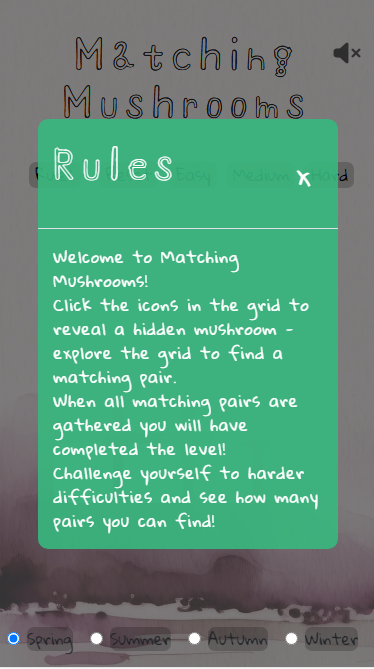 Matching
Mushrooms
Rules
x
Easy Medium Hard
Welcome to Matching
Mushrooms!
Click the icons in the grid to
reveal a hidden mushroom -
explore the grid to find a
matching pair.
When all matching pairs are
gathered you will have
completed the level!
Challenge yourself to harder
difficulties and see how many
pairs you can find!
Spring Summer Autumn Winter